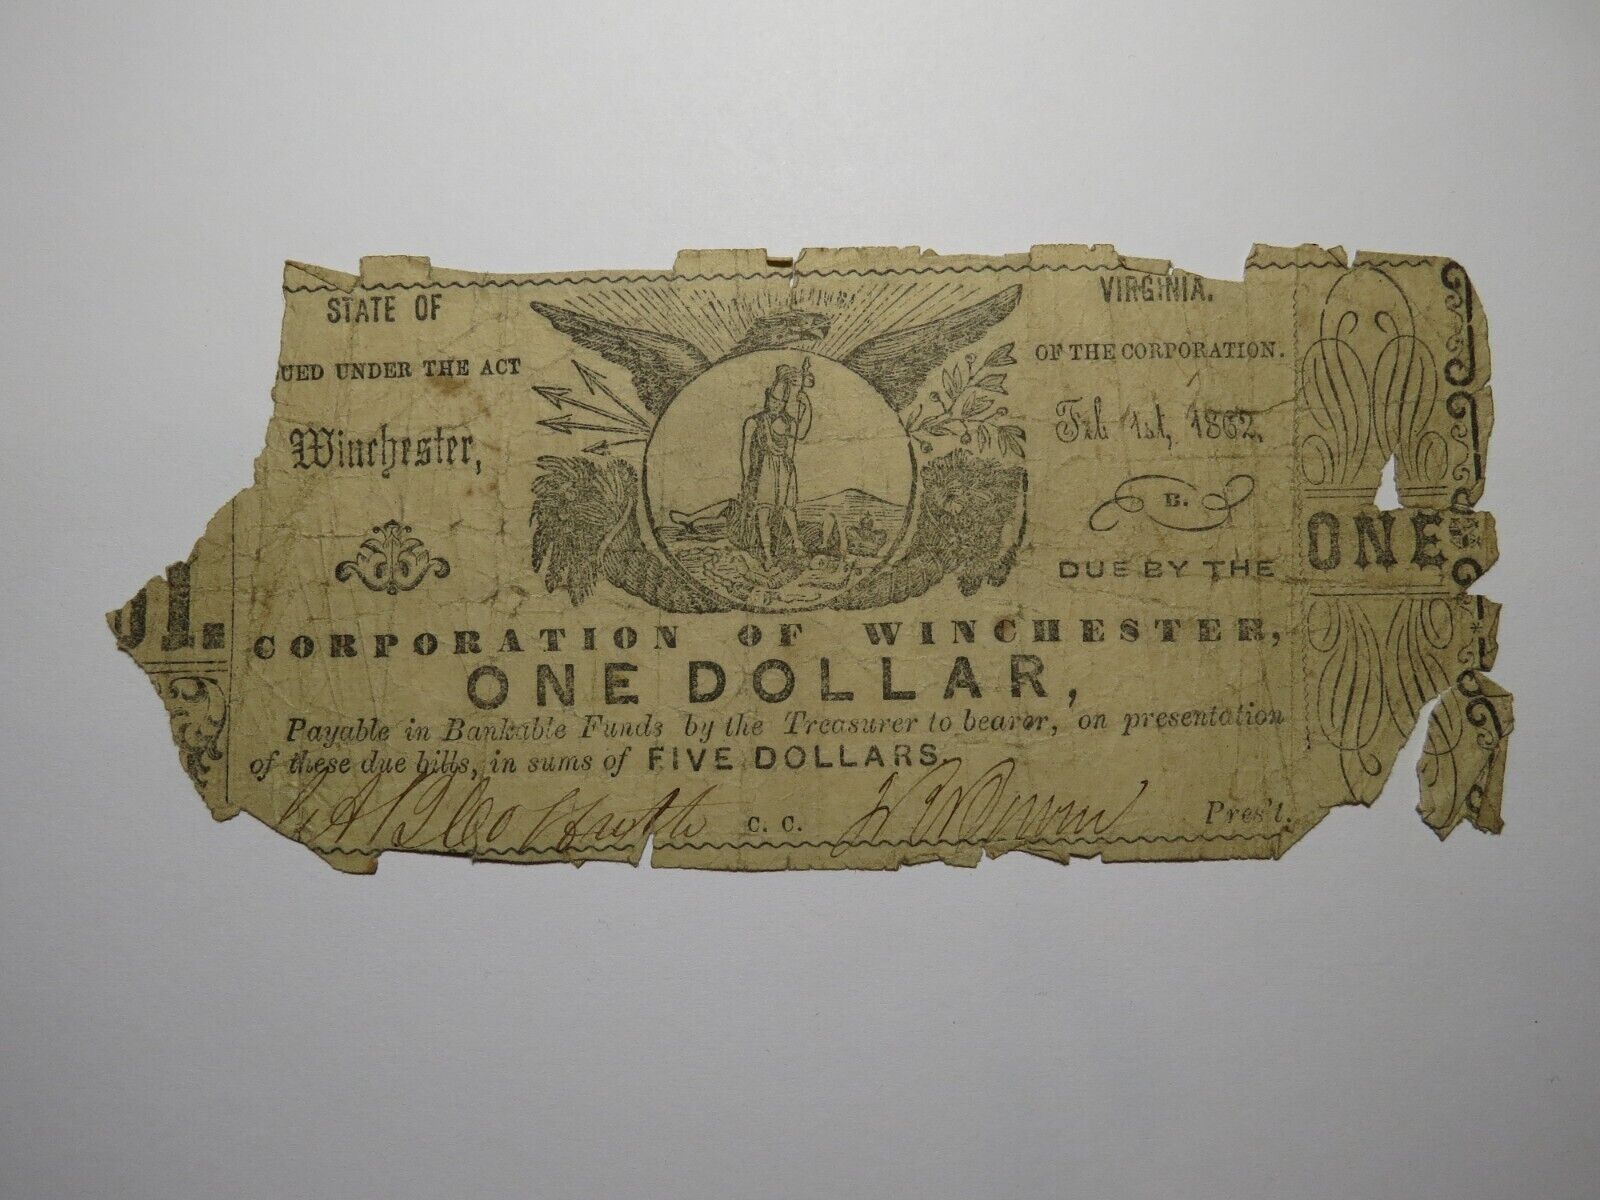 STATE OF VIRGINIA.
UED UNDER THE ACT OF THE CORPORATION.
Winchester, Feb 1st, 1862.
B.
DUE BY THE
ONE
01.
CORPORATION OF WINCHESTER,
ONE DOLLAR,
Payable in Bankable Funds by the Treasurer to bearer, on presentation
of these due bills, in sums of FIVE DOLLARS.
C. C. Pres't.